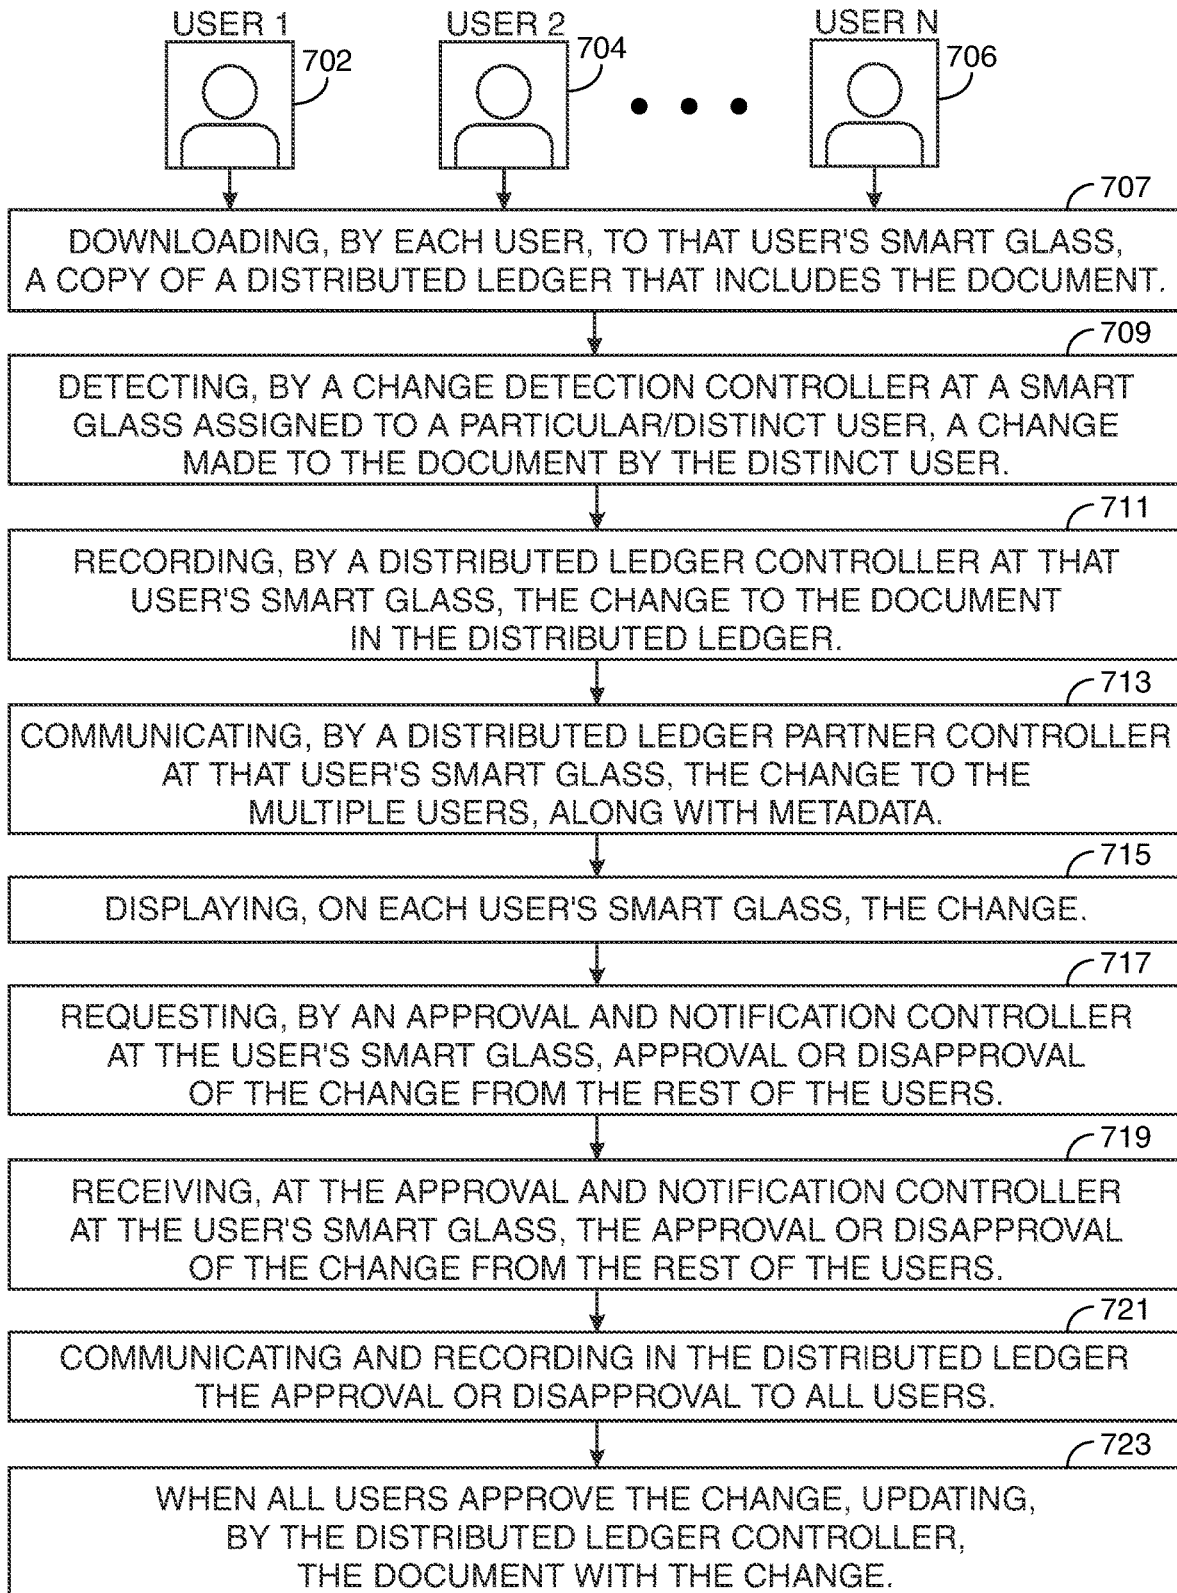 USER 1
USER 2
USER N
702
704
706
707
DOWNLOADING, BY EACH USER, TO THAT USER'S SMART GLASS,
A COPY OF A DISTRIBUTED LEDGER THAT INCLUDES THE DOCUMENT.
709
DETECTING, BY A CHANGE DETECTION CONTROLLER AT A SMART
GLASS ASSIGNED TO A PARTICULAR/DISTINCT USER, A CHANGE
MADE TO THE DOCUMENT BY THE DISTINCT USER.
711
RECORDING, BY A DISTRIBUTED LEDGER CONTROLLER AT THAT
USER'S SMART GLASS, THE CHANGE TO THE DOCUMENT
IN THE DISTRIBUTED LEDGER.
713
COMMUNICATING, BY A DISTRIBUTED LEDGER PARTNER CONTROLLER
AT THAT USER'S SMART GLASS, THE CHANGE TO THE
MULTIPLE USERS, ALONG WITH METADATA.
715
DISPLAYING, ON EACH USER'S SMART GLASS, THE CHANGE.
717
REQUESTING, BY AN APPROVAL AND NOTIFICATION CONTROLLER
AT THE USER'S SMART GLASS, APPROVAL OR DISAPPROVAL
OF THE CHANGE FROM THE REST OF THE USERS.
719
RECEIVING, AT THE APPROVAL AND NOTIFICATION CONTROLLER
AT THE USER'S SMART GLASS, THE APPROVAL OR DISAPPROVAL
OF THE CHANGE FROM THE REST OF THE USERS.
721
COMMUNICATING AND RECORDING IN THE DISTRIBUTED LEDGER
THE APPROVAL OR DISAPPROVAL TO ALL USERS.
723
WHEN ALL USERS APPROVE THE CHANGE, UPDATING,
BY THE DISTRIBUTED LEDGER CONTROLLER,
THE DOCUMENT WITH THE CHANGE.